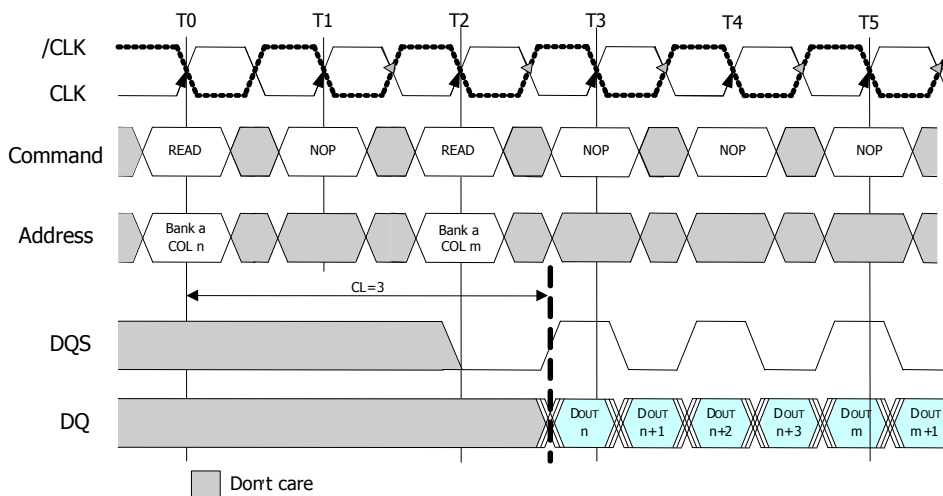 T0 T1 T2 T3 T4 T5
/CLK
CLK
Command READ NOP READ NOP NOP NOP
Address Bank a COL n Bank a COL m
CL=3
DQS
DQ DOUT n DOUT n+1 DOUT n+2 DOUT n+3 DOUT m DOUT m+1
Don't care